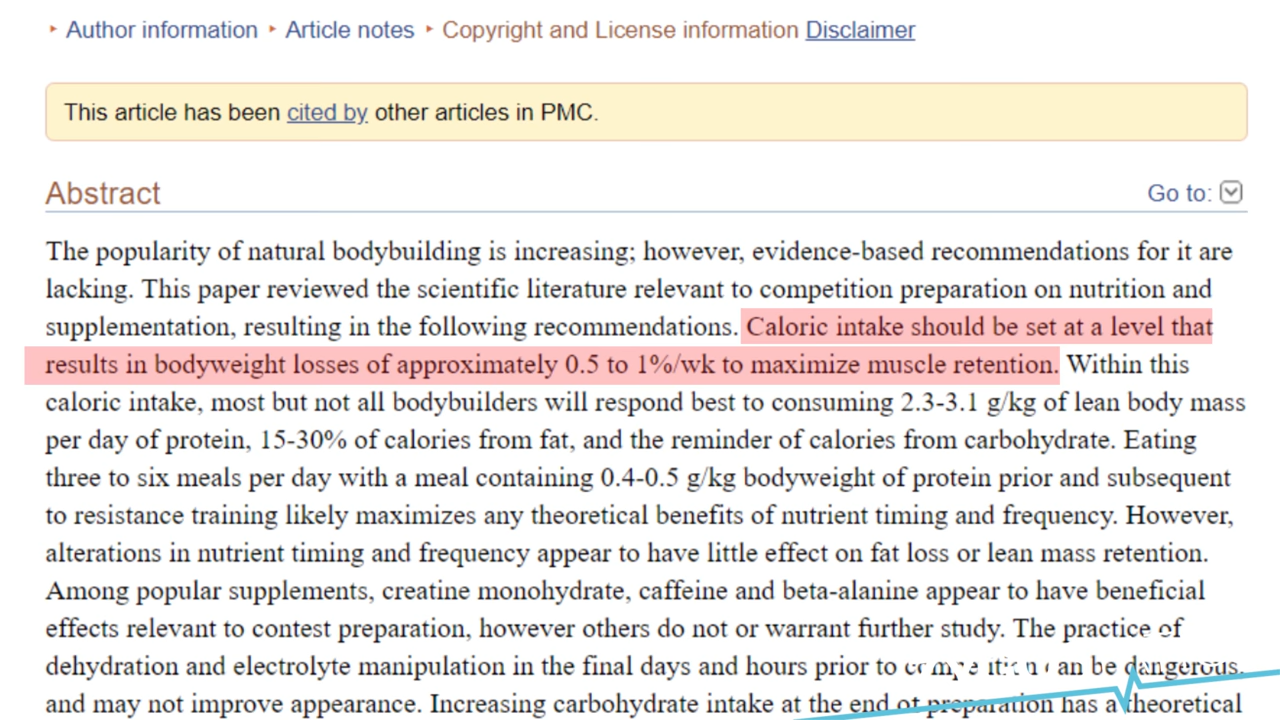 ‣ Author information ‣ Article notes ‣ Copyright and License information Disclaimer
This article has been cited by other articles in PMC.
Abstract
Go to:
The popularity of natural bodybuilding is increasing; however, evidence-based recommendations for it are
lacking. This paper reviewed the scientific literature relevant to competition preparation on nutrition and
supplementation, resulting in the following recommendations. Caloric intake should be set at a level that
results in bodyweight losses of approximately 0.5 to 1%/wk to maximize muscle retention. Within this
caloric intake, most but not all bodybuilders will respond best to consuming 2.3-3.1 g/kg of lean body mass
per day of protein, 15-30% of calories from fat, and the reminder of calories from carbohydrate. Eating
three to six meals per day with a meal containing 0.4-0.5 g/kg bodyweight of protein prior and subsequent
to resistance training likely maximizes any theoretical benefits of nutrient timing and frequency. However,
alterations in nutrient timing and frequency appear to have little effect on fat loss or lean mass retention.
Among popular supplements, creatine monohydrate, caffeine and beta-alanine appear to have beneficial
effects relevant to contest preparation, however others do not or warrant further study. The practice of
dehydration and electrolyte manipulation in the final days and hours prior to can be dangerous,
and may not improve appearance. Increasing carbohydrate intake at the end of preparation has a theoretical